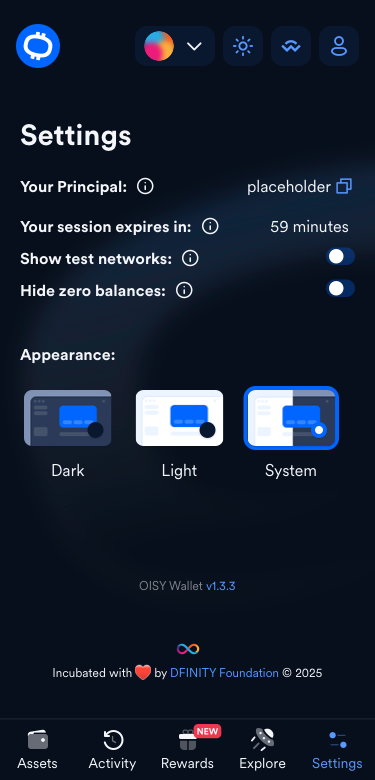 Settings
Your Principal: placeholder
Your session expires in: 59 minutes
Show test networks:
Hide zero balances:
Appearance:
Dark Light System
OISY Wallet v1.3.3
Incubated with ❤️ by DFINITY Foundation © 2025
NEW
Assets Activity Rewards Explore Settings